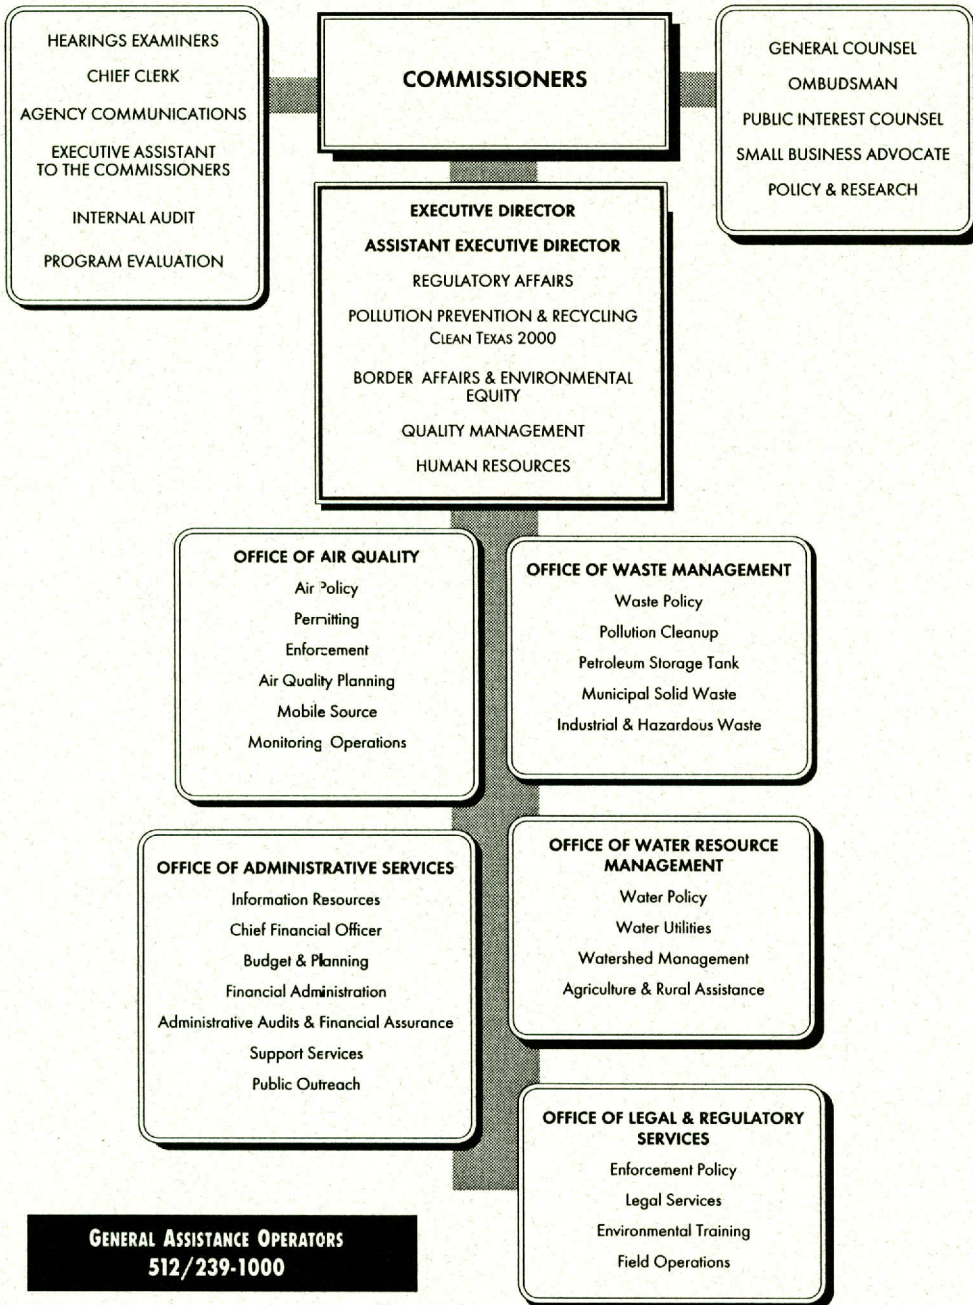 HEARINGS EXAMINERS
CHIEF CLERK
AGENCY COMMUNICATIONS
EXECUTIVE ASSISTANT
TO THE COMMISSIONERS
INTERNAL AUDIT
PROGRAM EVALUATION
COMMISSIONERS
GENERAL COUNSEL
OMBUDSMAN
PUBLIC INTEREST COUNSEL
SMALL BUSINESS ADVOCATE
POLICY & RESEARCH
EXECUTIVE DIRECTOR
ASSISTANT EXECUTIVE DIRECTOR
REGULATORY AFFAIRS
POLLUTION PREVENTION & RECYCLING
CLEAN TEXAS 2000
BORDER AFFAIRS & ENVIRONMENTAL
EQUITY
QUALITY MANAGEMENT
HUMAN RESOURCES
OFFICE OF AIR QUALITY
Air Policy
Permitting
Enforcement
Air Quality Planning
Mobile Source
Monitoring Operations
OFFICE OF WASTE MANAGEMENT
Waste Policy
Pollution Cleanup
Petroleum Storage Tank
Municipal Solid Waste
Industrial & Hazardous Waste
OFFICE OF ADMINISTRATIVE SERVICES
Information Resources
Chief Financial Officer
Budget & Planning
Financial Administration
Administrative Audits & Financial Assurance
Support Services
Public Outreach
OFFICE OF WATER RESOURCE
MANAGEMENT
Water Policy
Water Utilities
Watershed Management
Agriculture & Rural Assistance
OFFICE OF LEGAL & REGULATORY
SERVICES
Enforcement Policy
Legal Services
Environmental Training
Field Operations
GENERAL ASSISTANCE OPERATORS
512/239-1000